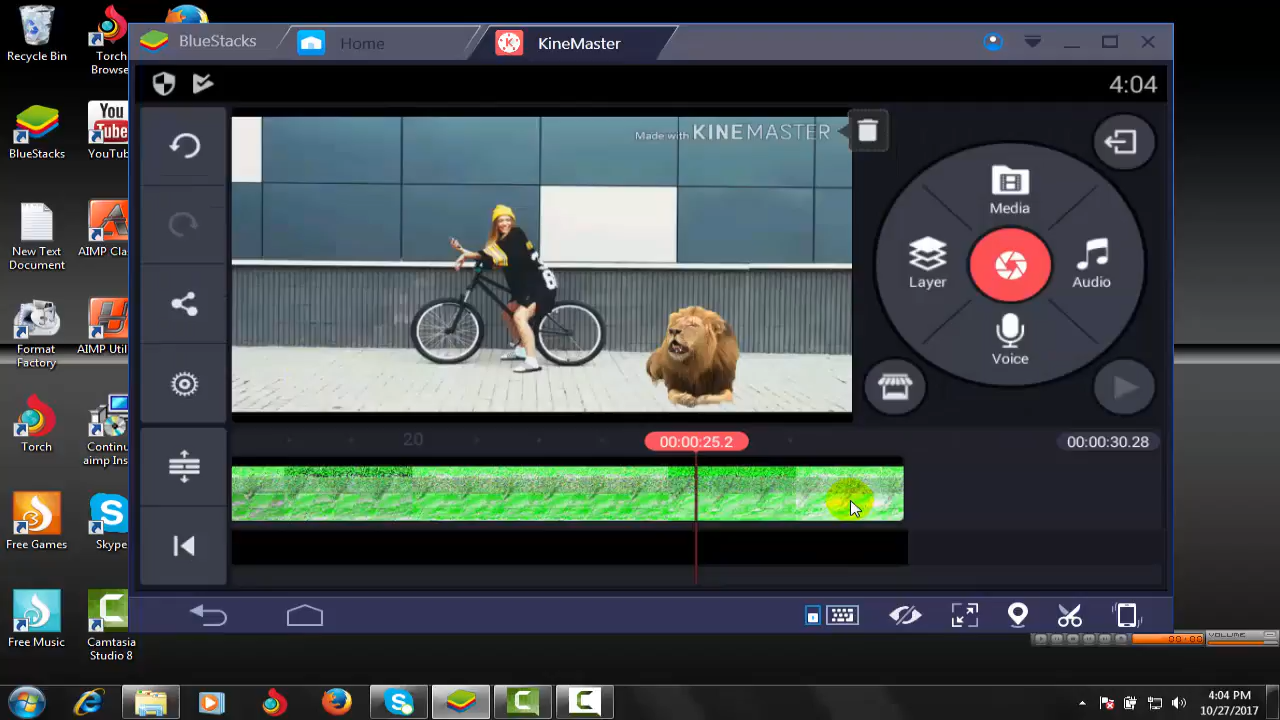 Recycle Bin
Torch
Browse
BlueStacks
YouTu
New Text
Document
AIMP Cla
Format
Factory
AIMP Util
Torch
Continu
aimp Ins
Free Games
Skype
Free Music
Camtasia
Studio 8
BlueStacks
Home
KineMaster
4:04
Made with KINEMASTER
Media
Layer
Audio
Voice
20
00:00:25.2
00:00:30.28
VOLUME
4:04 PM
10/27/2017